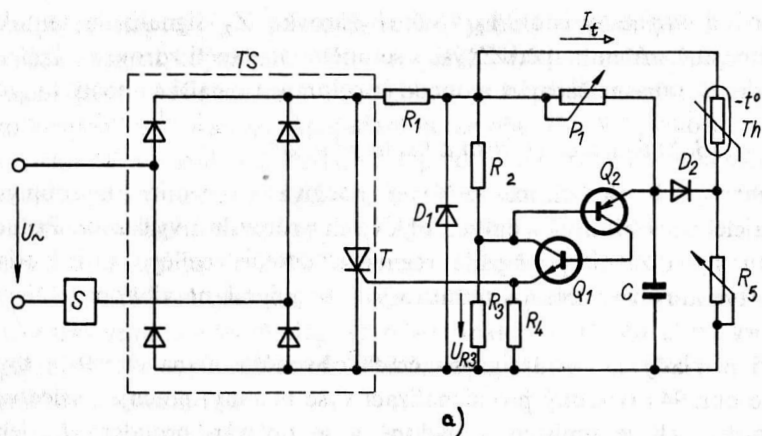 I_t
TS
-t°
Th
R_1
P_1
R_2
Q_2
D_2
D_1
U~
T
Q_1
C
R_5
S
R_3
R_4
U_R3
a)